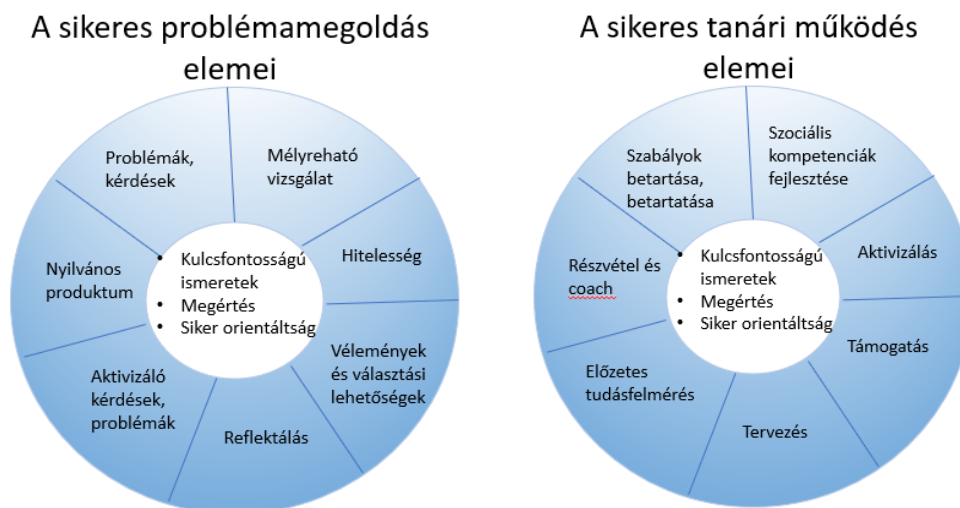 A sikeres problémamegoldás
elemei
Problémák,
kérdések
Mélyreható
vizsgálat
Hitelesség
Vélemények
és választási
lehetőségek
Reflektálás
Aktivizáló
kérdések,
problémák
Nyilvános
produktum
• Kulcsfontosságú
ismeretek
• Megértés
• Siker orientáltság
A sikeres tanári működés
elemei
Szabályok
betartása,
betartatása
Szociális
kompetenciák
fejlesztése
Aktivizálás
Támogatás
Tervezés
Előzetes
tudásfelmérés
Részvétel és
coach
• Kulcsfontosságú
ismeretek
• Megértés
• Siker orientáltság